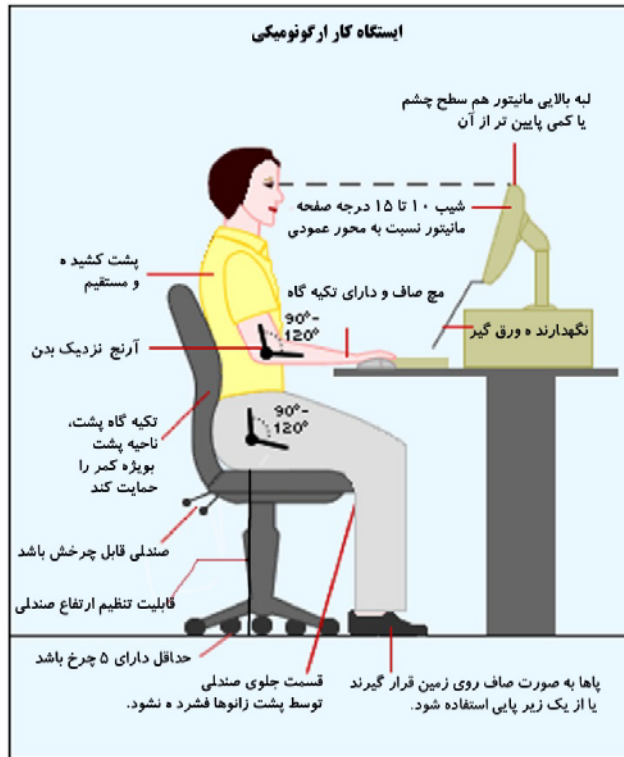 ایستگاه کار ارگونومیکی
لبه بالایی مانیتور هم سطح چشم
یا کمی پایین تر از آن
شیب ۱۰ تا ۱۵ درجه صفحه
مانیتور نسبت به محور عمودی
پشت کشید ه
و مستقیم
مچ صاف و دارای تکیه گاه
نگهدارند ه ورق گیر
90°-
120°
آرنج نزدیک بدن
90°-
120°
تکیه گاه پشت،
ناحیه پشت
بویژه کمر را
حمایت کند
صندلی قابل چرخش باشد
قابلیت تنظیم ارتفاع صندلی
حداقل دارای ۵ چرخ باشد
قسمت جلوی صندلی
توسط پشت زانوها فشرد ه نشود.
پاها به صورت صاف روی زمین قرار گیرند
یا از یک زیر پایی استفاده شود.